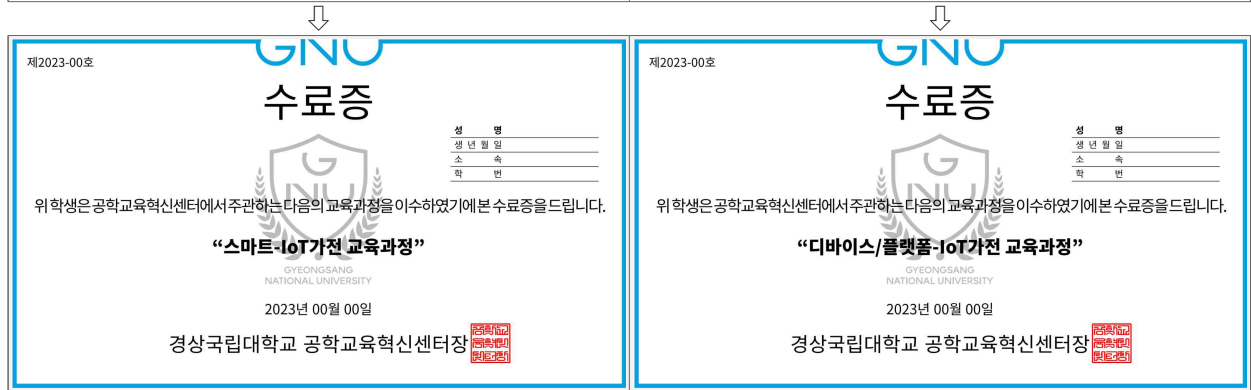 GNU
제2023-00호
수료증
성 명
생 년 월 일
소 속
학 번
G
NU
위 학생은 공학교육혁신센터에서 주관하는 다음의 교육과정을 이수하였기에 본 수료증을 드립니다.
“스마트-IoT가전 교육과정”
GYEONGSANG
NATIONAL UNIVERSITY
2023년 00월 00일
경상국립대학교 공학교육혁신센터장
GNU
제2023-00호
수료증
성 명
생 년 월 일
소 속
학 번
G
NU
위 학생은 공학교육혁신센터에서 주관하는 다음의 교육과정을 이수하였기에 본 수료증을 드립니다.
“디바이스/플랫폼-IoT가전 교육과정”
GYEONGSANG
NATIONAL UNIVERSITY
2023년 00월 00일
경상국립대학교 공학교육혁신센터장